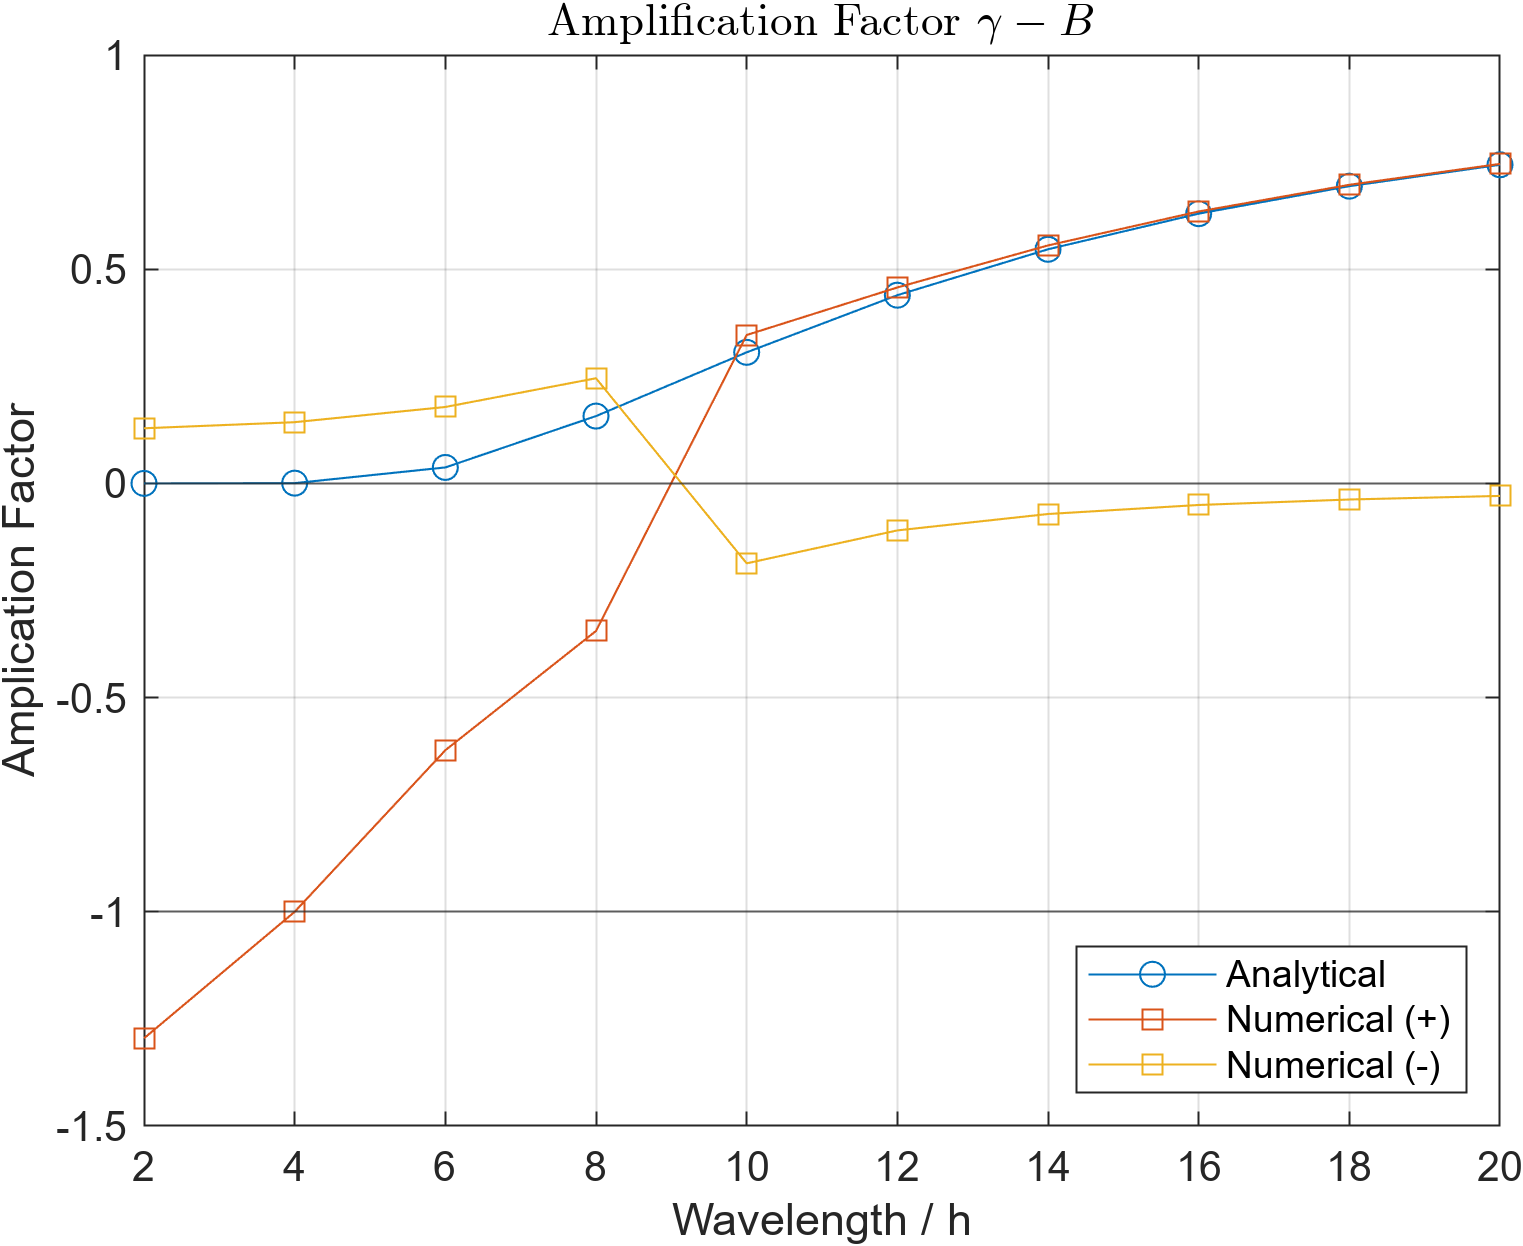 Amplification Factor γ − B
1
0.5
0
-0.5
-1
-1.5
Amplication Factor
2 4 6 8 10 12 14 16 18 20
Wavelength / h
Analytical
Numerical (+)
Numerical (-)